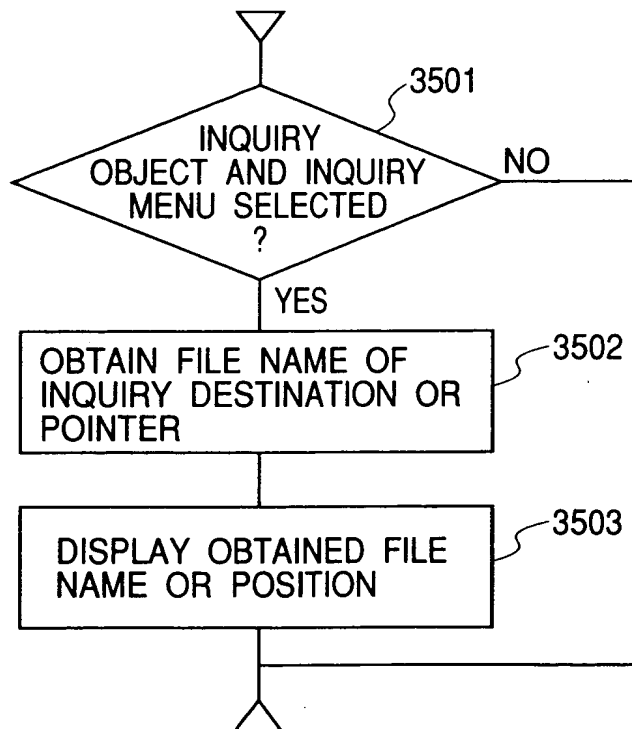 3501
INQUIRY
OBJECT AND INQUIRY
MENU SELECTED
?
NO
YES
OBTAIN FILE NAME OF
INQUIRY DESTINATION OR
POINTER
3502
DISPLAY OBTAINED FILE
NAME OR POSITION
3503